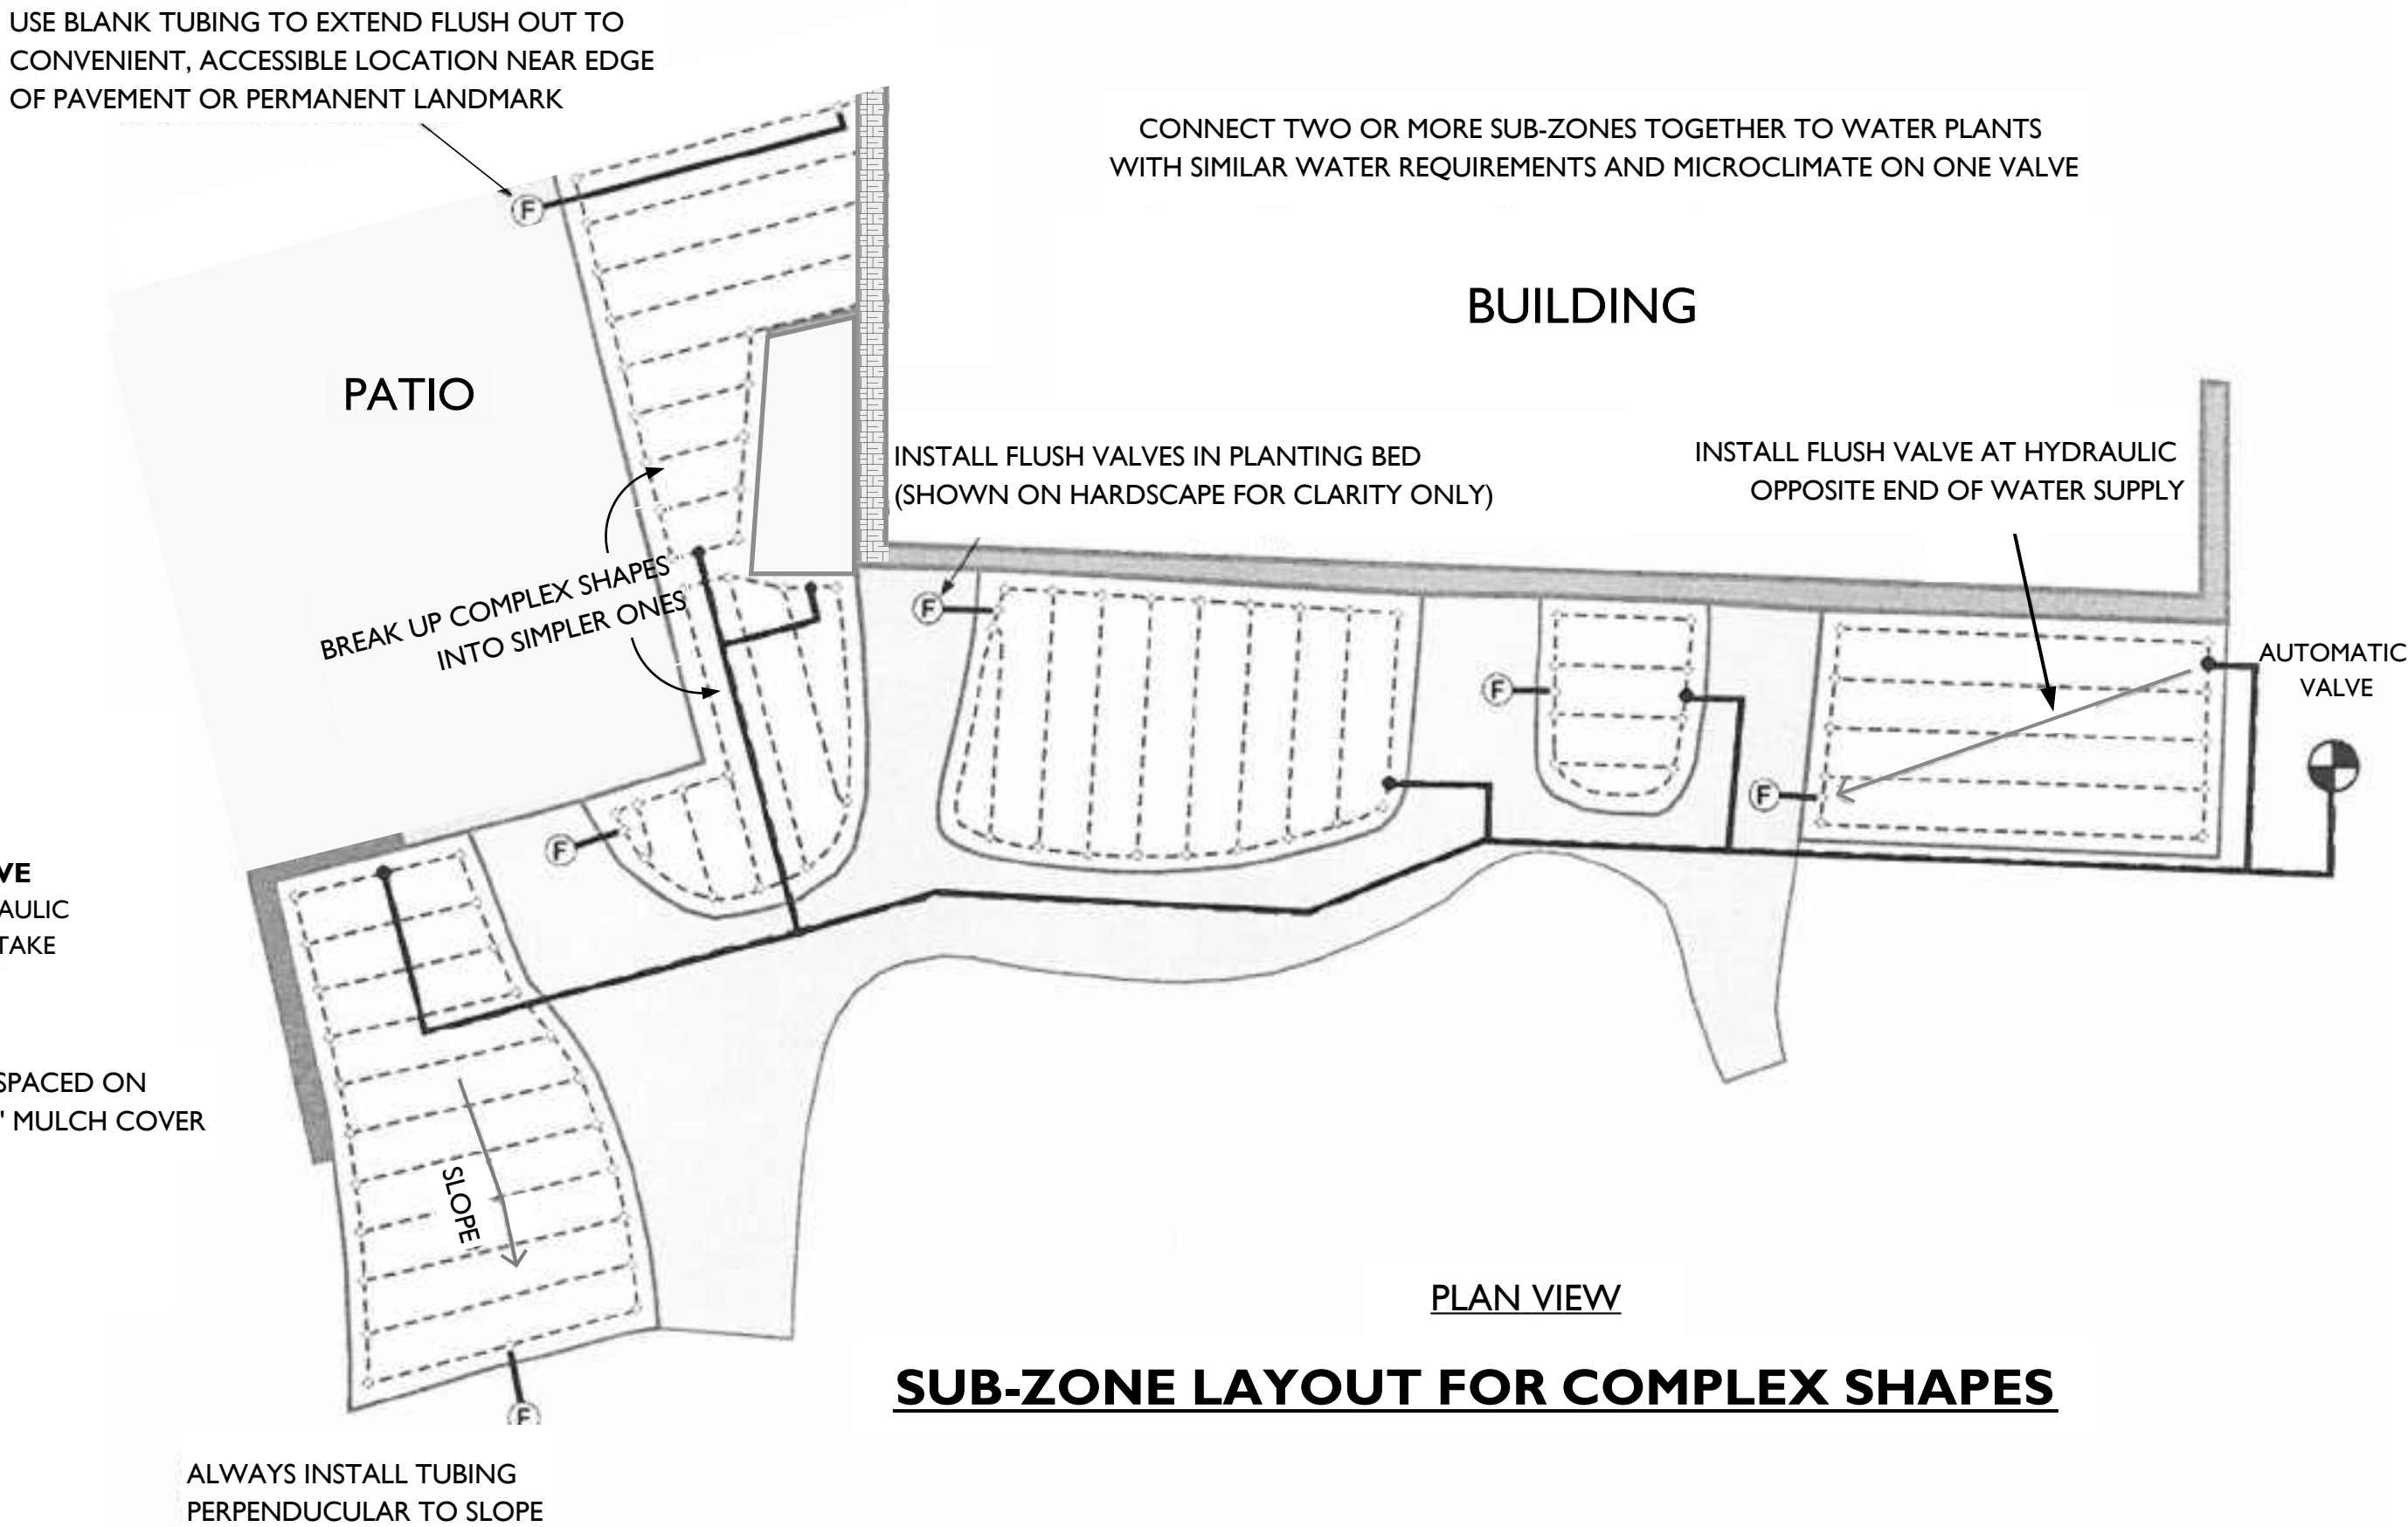 USE BLANK TUBING TO EXTEND FLUSH OUT TO
CONVENIENT, ACCESSIBLE LOCATION NEAR EDGE
OF PAVEMENT OR PERMANENT LANDMARK
CONNECT TWO OR MORE SUB-ZONES TOGETHER TO WATER PLANTS
WITH SIMILAR WATER REQUIREMENTS AND MICROCLIMATE ON ONE VALVE
F
BUILDING
PATIO
INSTALL FLUSH VALVES IN PLANTING BED
(SHOWN ON HARDSCAPE FOR CLARITY ONLY)
INSTALL FLUSH VALVE AT HYDRAULIC
OPPOSITE END OF WATER SUPPLY
BREAK UP COMPLEX SHAPES
INTO SIMPLER ONES
F
F
F
AUTOMATIC
VALVE
F
VE
AULIC
TAKE
SPACED ON
" MULCH COVER
SLOPE
F
PLAN VIEW
SUB-ZONE LAYOUT FOR COMPLEX SHAPES
ALWAYS INSTALL TUBING
PERPENDUCULAR TO SLOPE